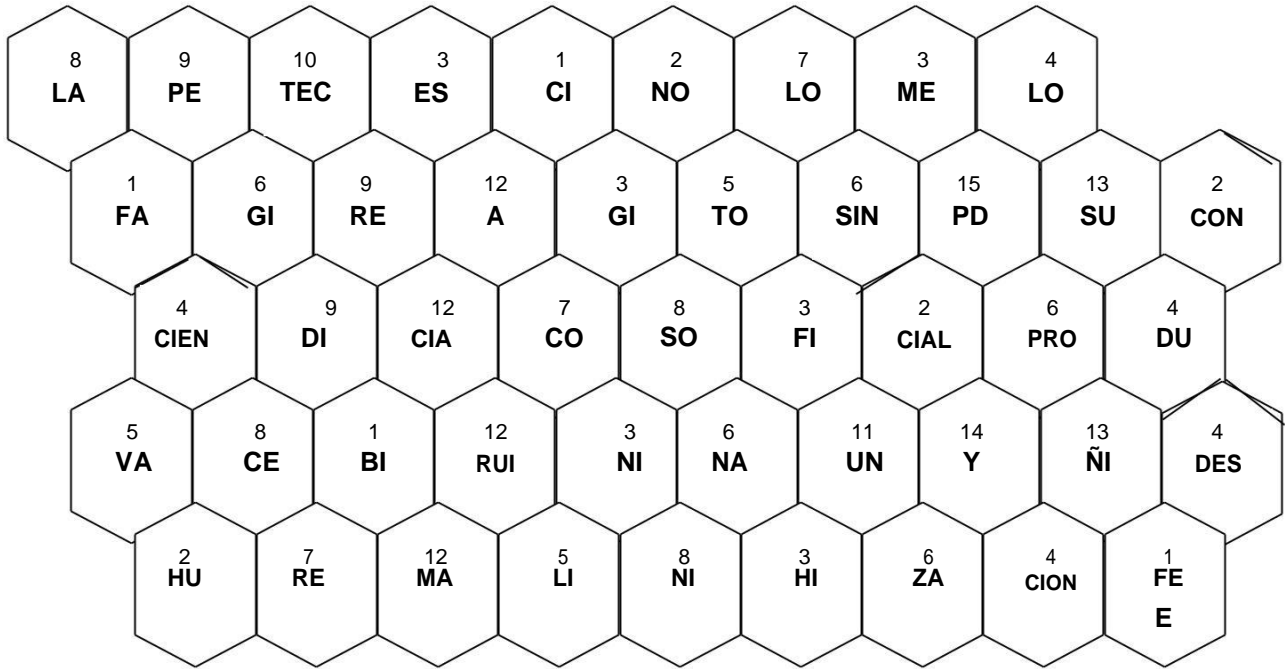 8 9 10 3 1 2 7 3 4
LA PE TEC ES CI NO LO ME LO
1 6 9 12 3 5 6 15 13 2
FA GI RE A GI TO SIN PD SU CON
4 9 12 7 8 3 2 6 4
CIEN DI CIA CO SO FI CIAL PRO DU
5 8 1 12 3 6 11 14 13 4
VA CE BI RUI NI NA UN Y ÑI DES
2 7 12 5 8 3 6 4 1
HU RE MA LI NI HI ZA CION FE
E